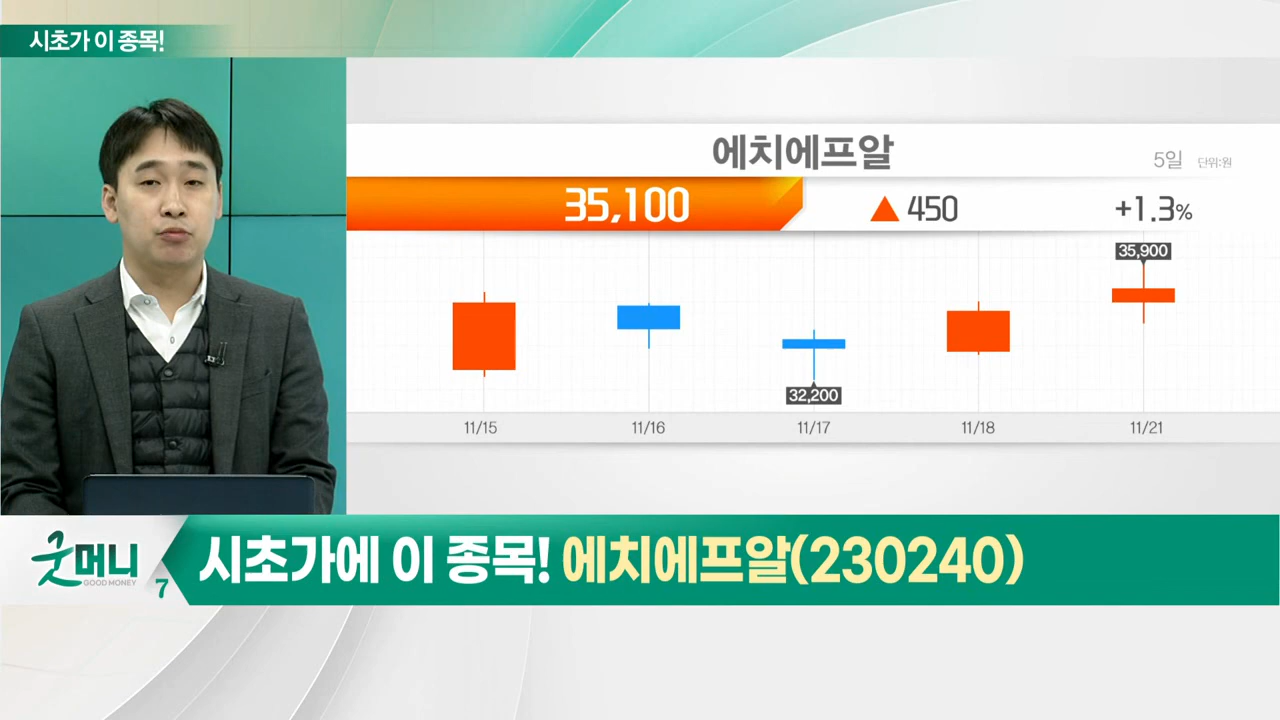 시초가 이 종목!
에치에프알
5일 단위:원
35,100 ▲ 450 +1.3%
35,900
32,200
11/15 11/16 11/17 11/18 11/21
굿머니
GOOD MONEY
7
시초가에 이 종목! 에치에프알(230240)